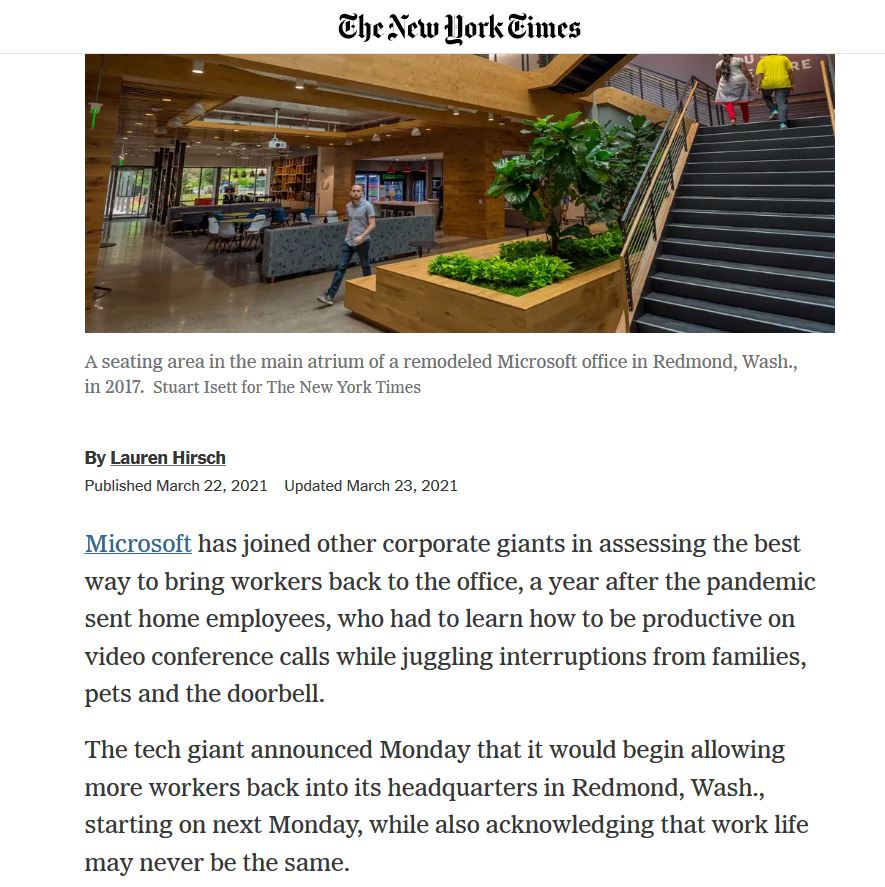 The New York Times
A seating area in the main atrium of a remodeled Microsoft office in Redmond, Wash.,
in 2017. Stuart Isett for The New York Times
By Lauren Hirsch
Published March 22, 2021 Updated March 23, 2021
Microsoft has joined other corporate giants in assessing the best
way to bring workers back to the office, a year after the pandemic
sent home employees, who had to learn how to be productive on
video conference calls while juggling interruptions from families,
pets and the doorbell.
The tech giant announced Monday that it would begin allowing
more workers back into its headquarters in Redmond, Wash.,
starting on next Monday, while also acknowledging that work life
may never be the same.